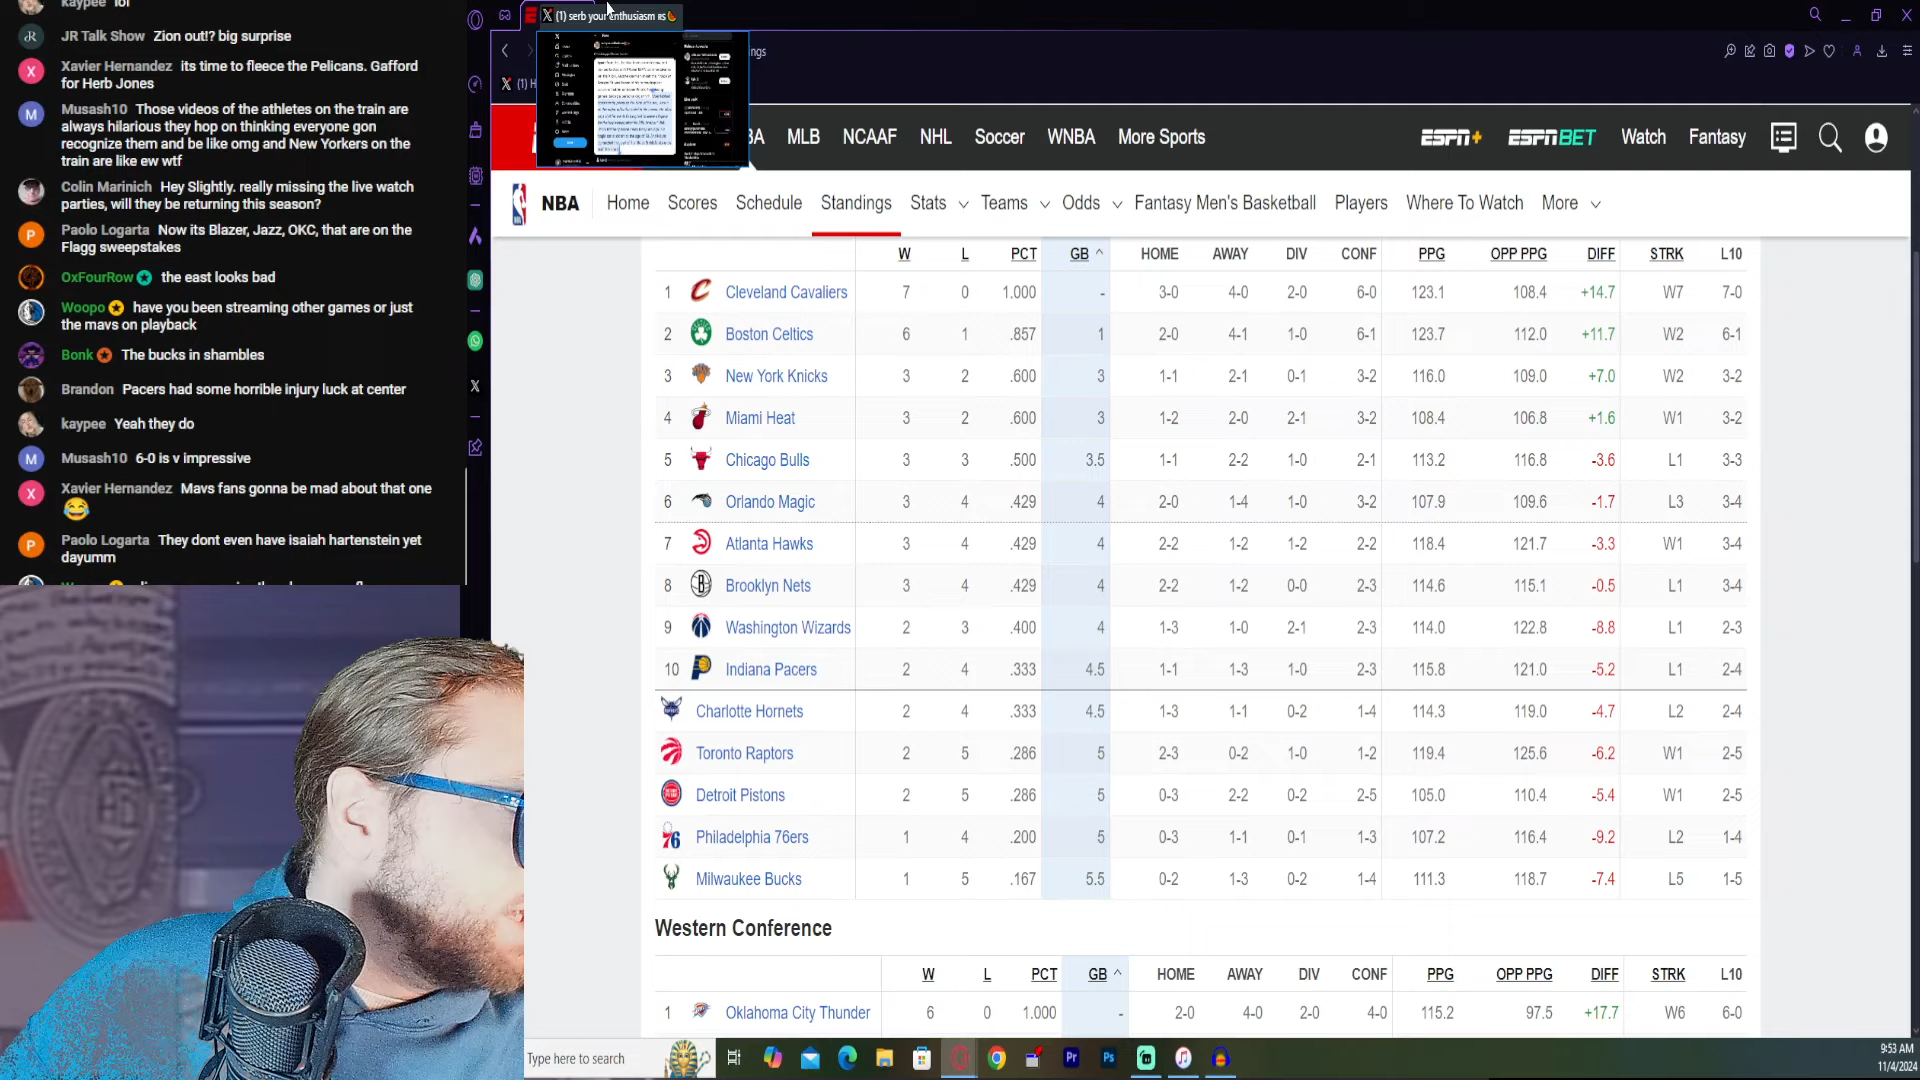 kaypee lol
JR Talk Show Zion out!? big surprise
Xavier Hernandez its time to fleece the Pelicans. Gafford
for Herb Jones
Musash10 Those videos of the athletes on the train are
always hilarious they hop on thinking everyone gon
recognize them and be like omg and New Yorkers on the
train are like ew wtf
Colin Marinich Hey Slightly. really missing the live watch
parties, will they be returning this season?
Paolo Logarta Now its Blazer, Jazz, OKC, that are on the
Flagg sweepstakes
OxFourRow the east looks bad
Woopo have you been streaming other games or just
the mavs on playback
Bonk The bucks in shambles
Brandon Pacers had some horrible injury luck at center
kaypee Yeah they do
Musash10 6-0 is v impressive
Xavier Hernandez Mavs fans gonna be mad about that one
😂
Paolo Logarta They dont even have isaiah hartenstein yet
dayumm
(1) serb your enthusiasm
ngs
(1) H
BA MLB NCAAF NHL Soccer WNBA More Sports ESPN+ ESPN BET Watch Fantasy
NBA Home Scores Schedule Standings Stats Teams Odds Fantasy Men's Basketball Players Where To Watch More
W L PCT GB HOME AWAY DIV CONF PPG OPP PPG DIFF STRK L10
1 Cleveland Cavaliers 7 0 1.000 - 3-0 4-0 2-0 6-0 123.1 108.4 +14.7 W7 7-0
2 Boston Celtics 6 1 .857 1 2-0 4-1 1-0 6-1 123.7 112.0 +11.7 W2 6-1
3 New York Knicks 3 2 .600 3 1-1 2-1 0-1 3-2 116.0 109.0 +7.0 W2 3-2
4 Miami Heat 3 2 .600 3 1-2 2-0 2-1 3-2 108.4 106.8 +1.6 W1 3-2
5 Chicago Bulls 3 3 .500 3.5 1-1 2-2 1-0 2-1 113.2 116.8 -3.6 L1 3-3
6 Orlando Magic 3 4 .429 4 2-0 1-4 1-0 3-2 107.9 109.6 -1.7 L3 3-4
7 Atlanta Hawks 3 4 .429 4 2-2 1-2 1-2 2-2 118.4 121.7 -3.3 W1 3-4
8 Brooklyn Nets 3 4 .429 4 2-2 1-2 0-0 2-3 114.6 115.1 -0.5 L1 3-4
9 Washington Wizards 2 3 .400 4 1-3 1-0 2-1 2-3 114.0 122.8 -8.8 L1 2-3
10 Indiana Pacers 2 4 .333 4.5 1-1 1-3 1-0 2-3 115.8 121.0 -5.2 L1 2-4
Charlotte Hornets 2 4 .333 4.5 1-3 1-1 0-2 1-4 114.3 119.0 -4.7 L2 2-4
Toronto Raptors 2 5 .286 5 2-3 0-2 1-0 1-2 119.4 125.6 -6.2 W1 2-5
Detroit Pistons 2 5 .286 5 0-3 2-2 0-2 2-5 105.0 110.4 -5.4 W1 2-5
76 Philadelphia 76ers 1 4 .200 5 0-3 1-1 0-1 1-3 107.2 116.4 -9.2 L2 1-4
Milwaukee Bucks 1 5 .167 5.5 0-2 1-3 0-2 1-4 111.3 118.7 -7.4 L5 1-5
Western Conference
W L PCT GB HOME AWAY DIV CONF PPG OPP PPG DIFF STRK L10
1 Oklahoma City Thunder 6 0 1.000 - 2-0 4-0 2-0 4-0 115.2 97.5 +17.7 W6 6-0
Type here to search
Pr
Ps
9:53 AM
11/4/2024